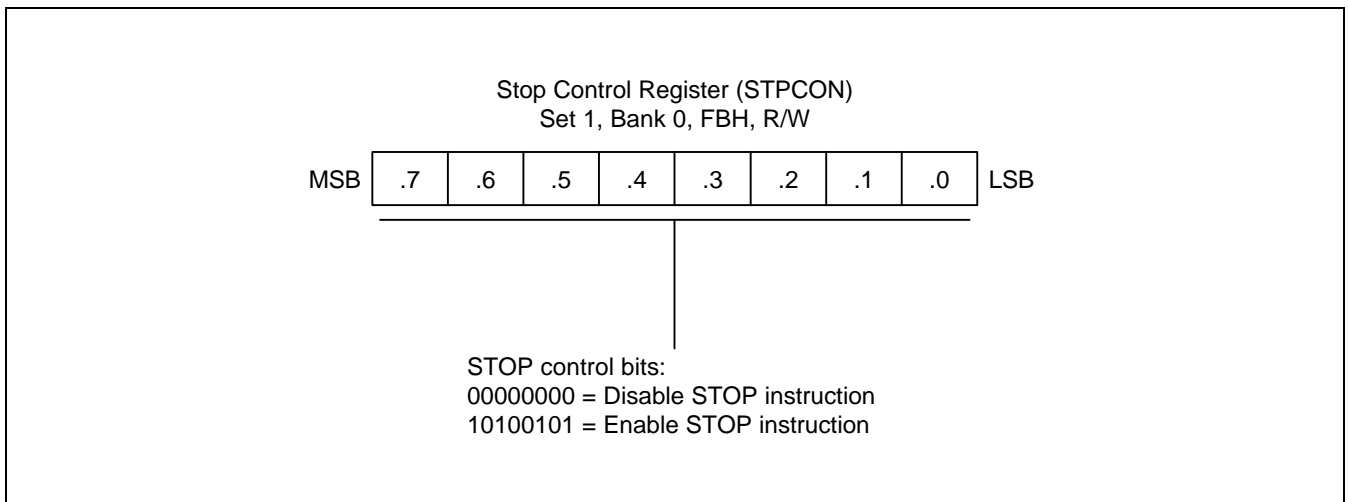 Stop Control Register (STPCON)
Set 1, Bank 0, FBH, R/W
MSB .7 .6 .5 .4 .3 .2 .1 .0 LSB
STOP control bits:
00000000 = Disable STOP instruction
10100101 = Enable STOP instruction